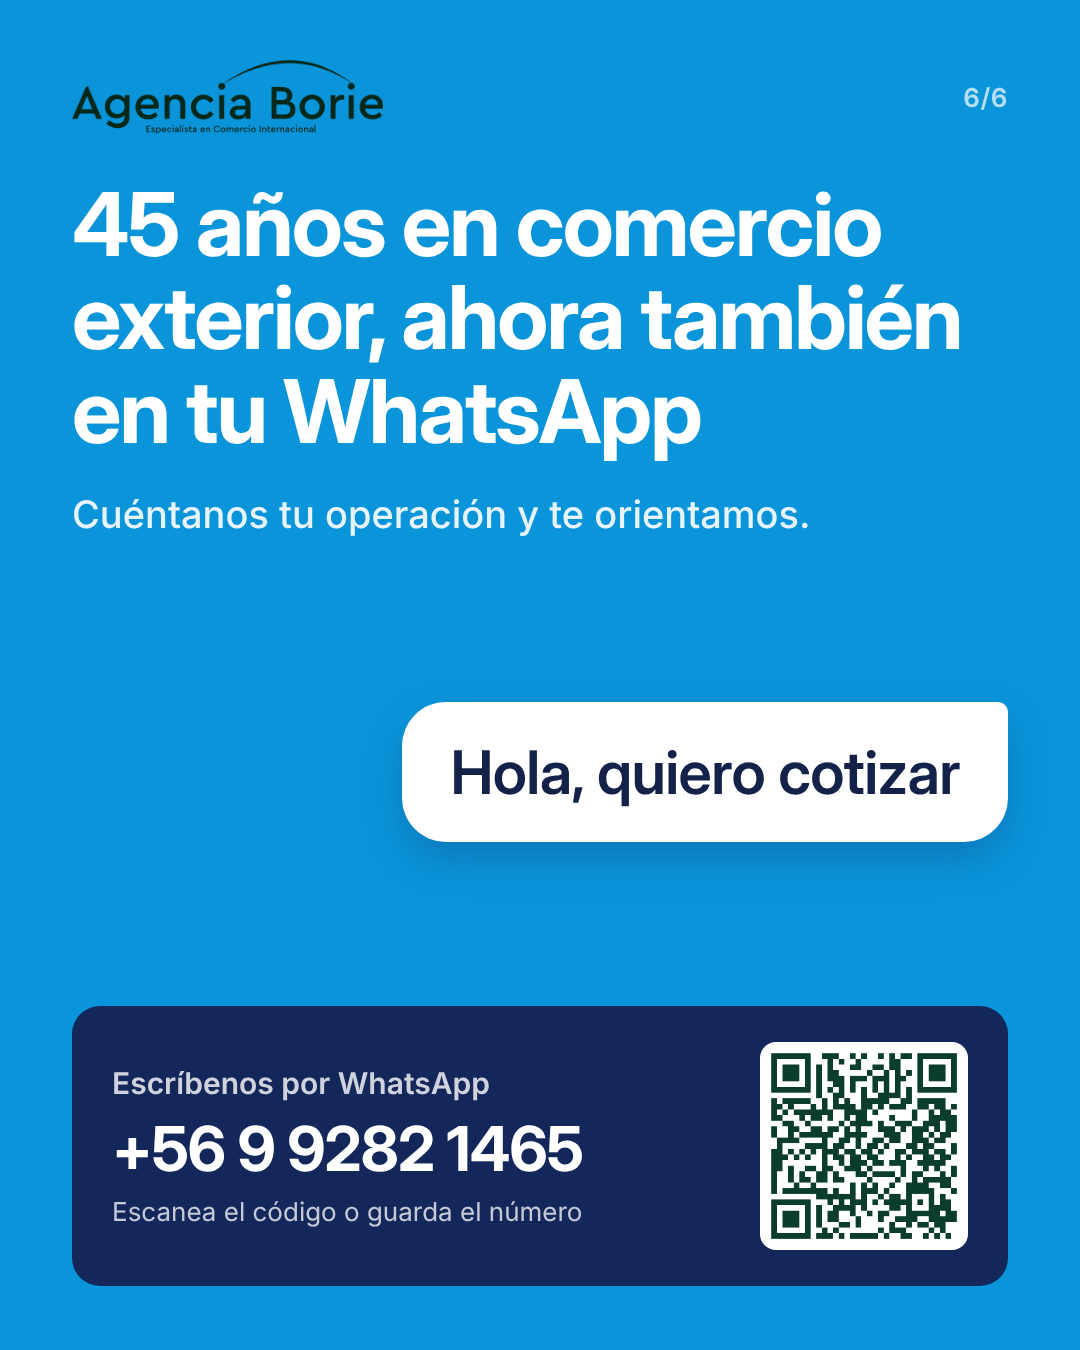 Agencia Borie
Especialista en Comercio Internacional
6/6
45 años en comercio
exterior, ahora también
en tu WhatsApp
Cuéntanos tu operación y te orientamos.
Hola, quiero cotizar
Escríbenos por WhatsApp
+56 9 9282 1465
Escanea el código o guarda el número